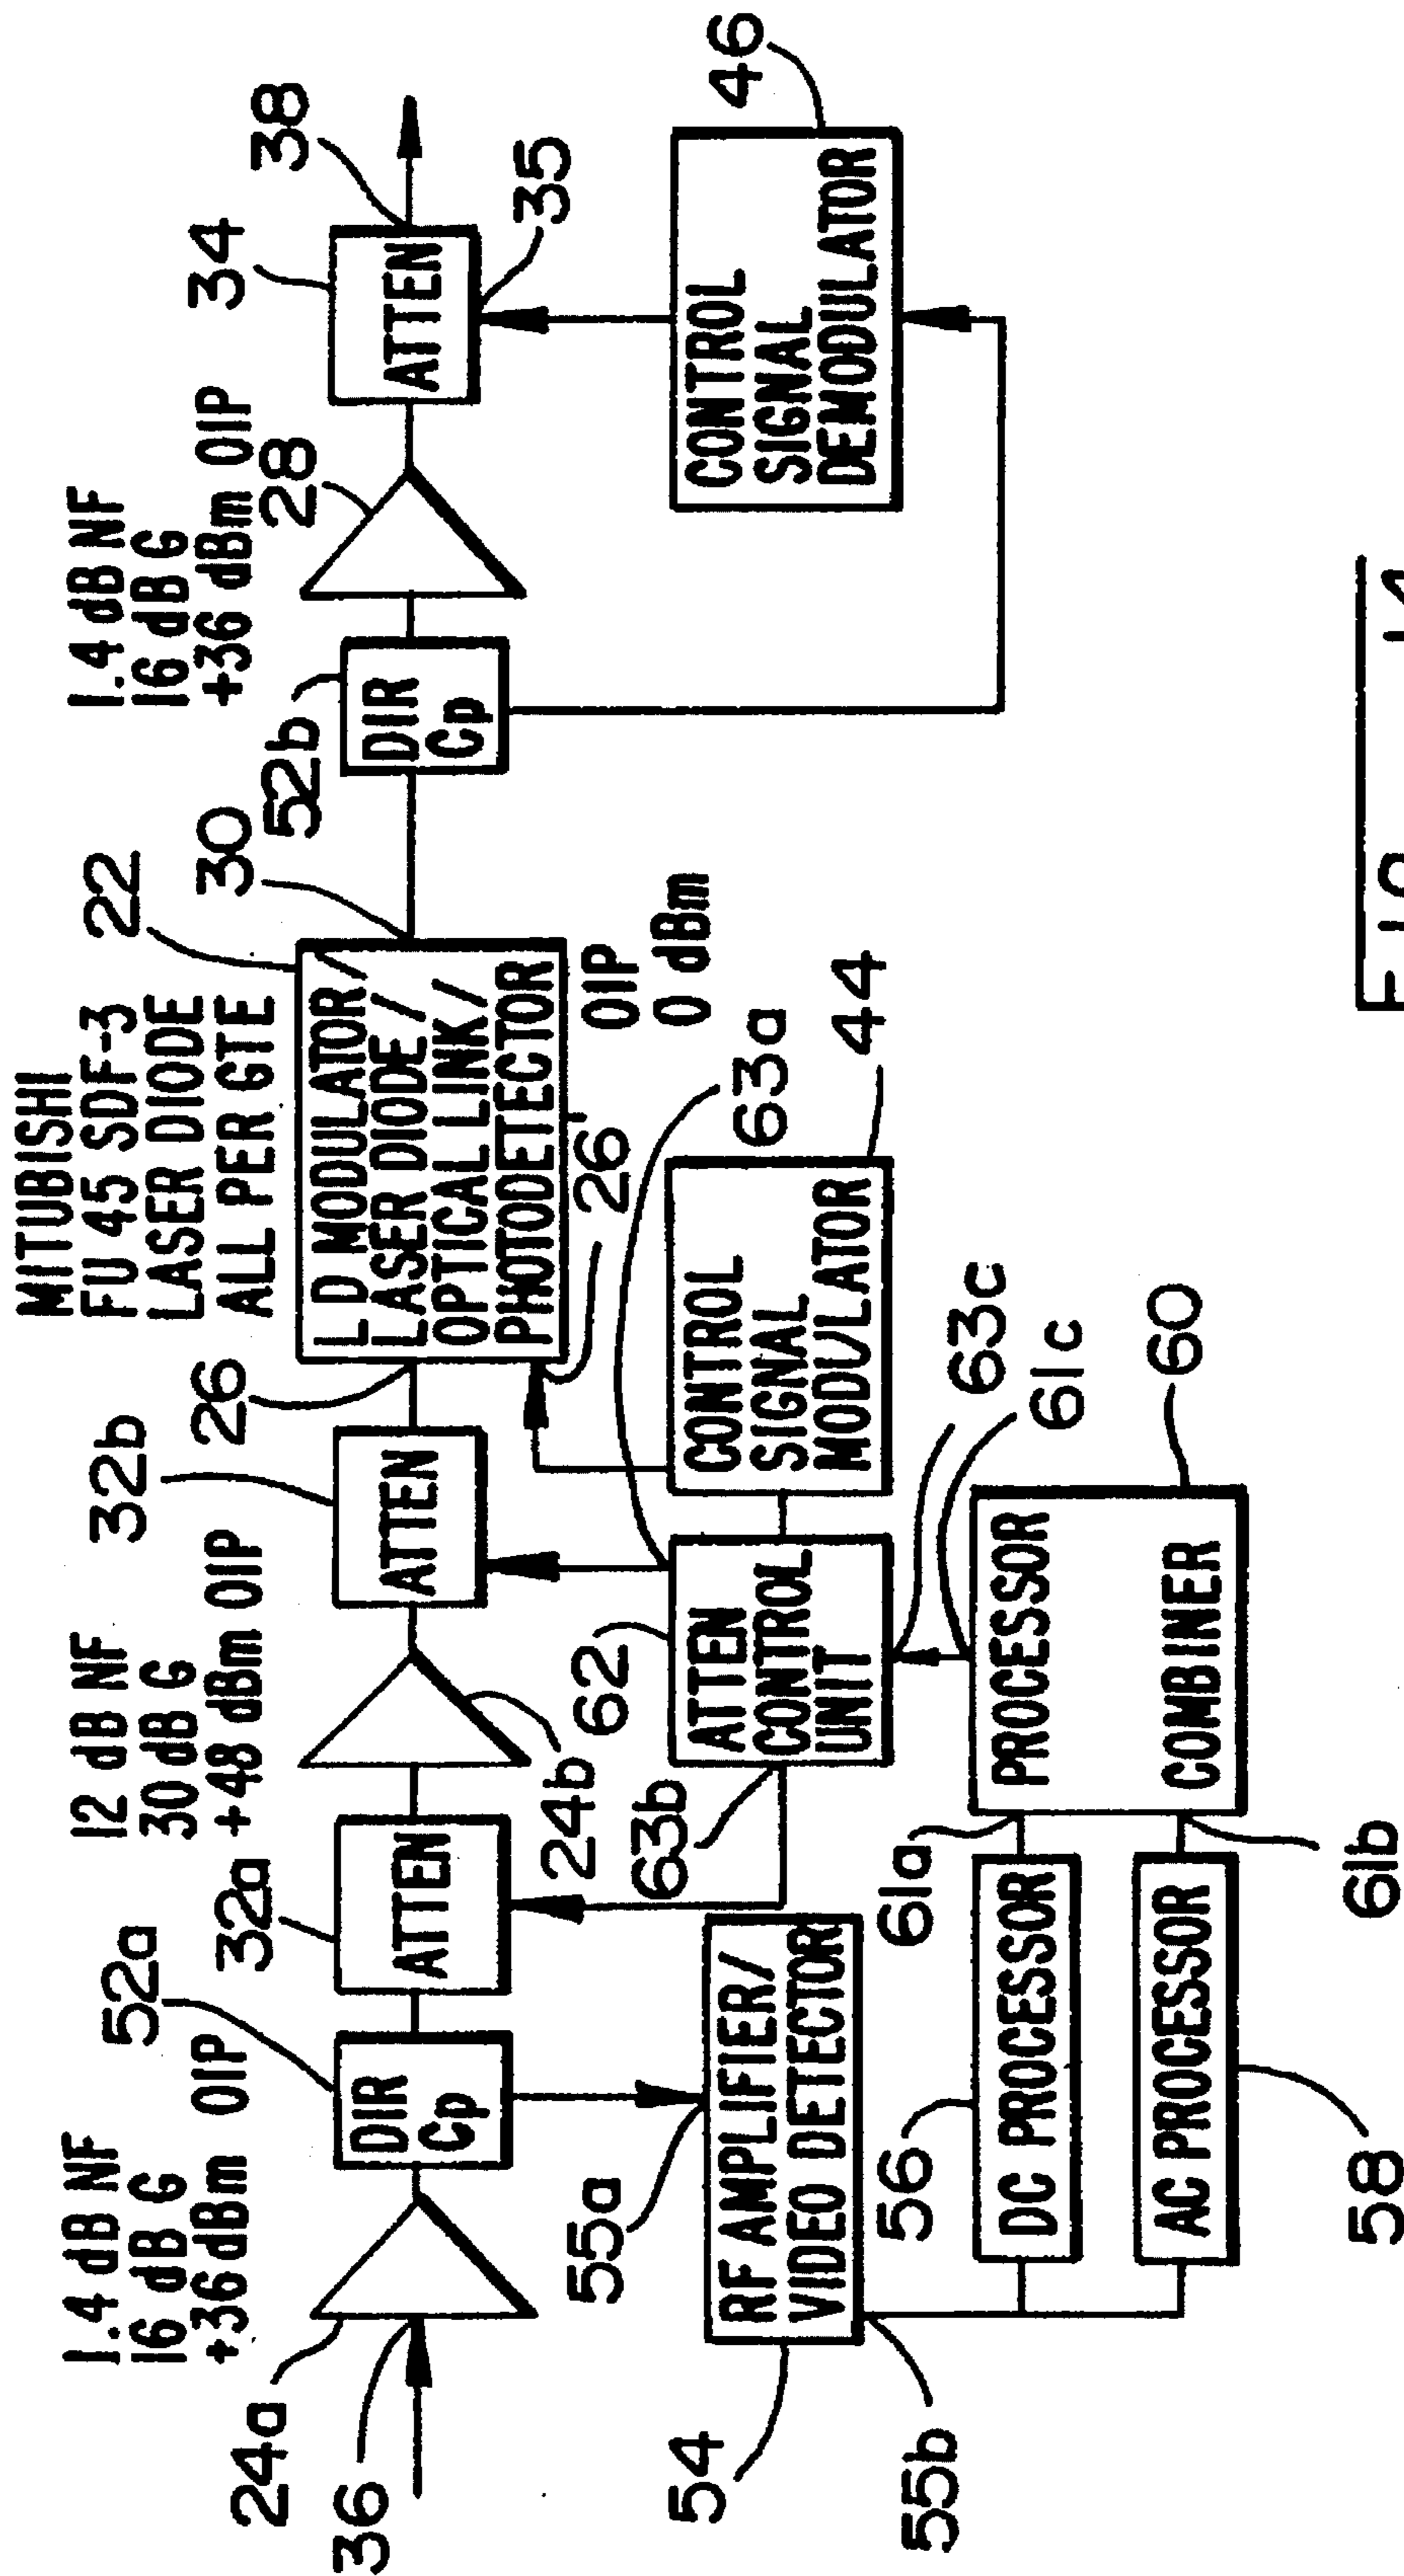 1.4 dB NF
16 dB G
+36 dBm OIP
24a
36
52a
DIR
Cp
32a
ATTEN
12 dB NF
30 dB G
+48 dBm OIP
24b
32b
ATTEN
26
MITUBISHI
FU 45 SDF-3
LASER DIODE
ALL PER GTE
22
L D MODULATOR/
LASER DIODE/
OPTICAL LINK/
PHOTODETECTOR
26
OIP
0 dBm
30
52b
DIR
Cp
1.4 dB NF
16 dB G
+36 dBm OIP
28
34
ATTEN
38
35
54
55a
RF AMPLIFIER/
VIDEO DETECTOR
55b
63b
62
ATTEN
CONTROL
UNIT
63a
CONTROL
SIGNAL
MODULATOR
44
CONTROL
SIGNAL
DEMODULATOR
46
56
DC PROCESSOR
61a
AC PROCESSOR
58
61b
PROCESSOR
COMBINER
60
63c
61c